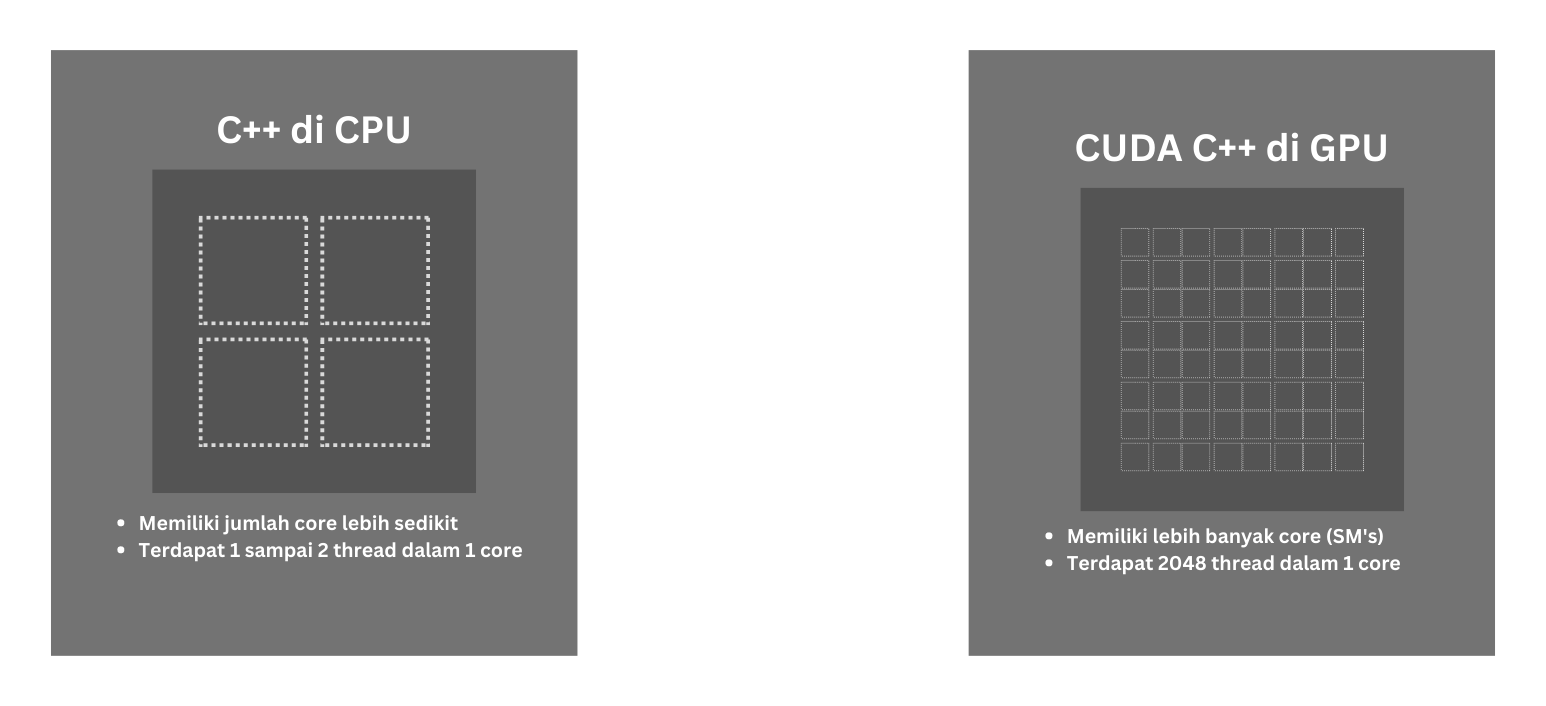 C++ di CPU
Memiliki jumlah core lebih sedikit
Terdapat 1 sampai 2 thread dalam 1 core
CUDA C++ di GPU
Memiliki lebih banyak core (SM's)
Terdapat 2048 thread dalam 1 core